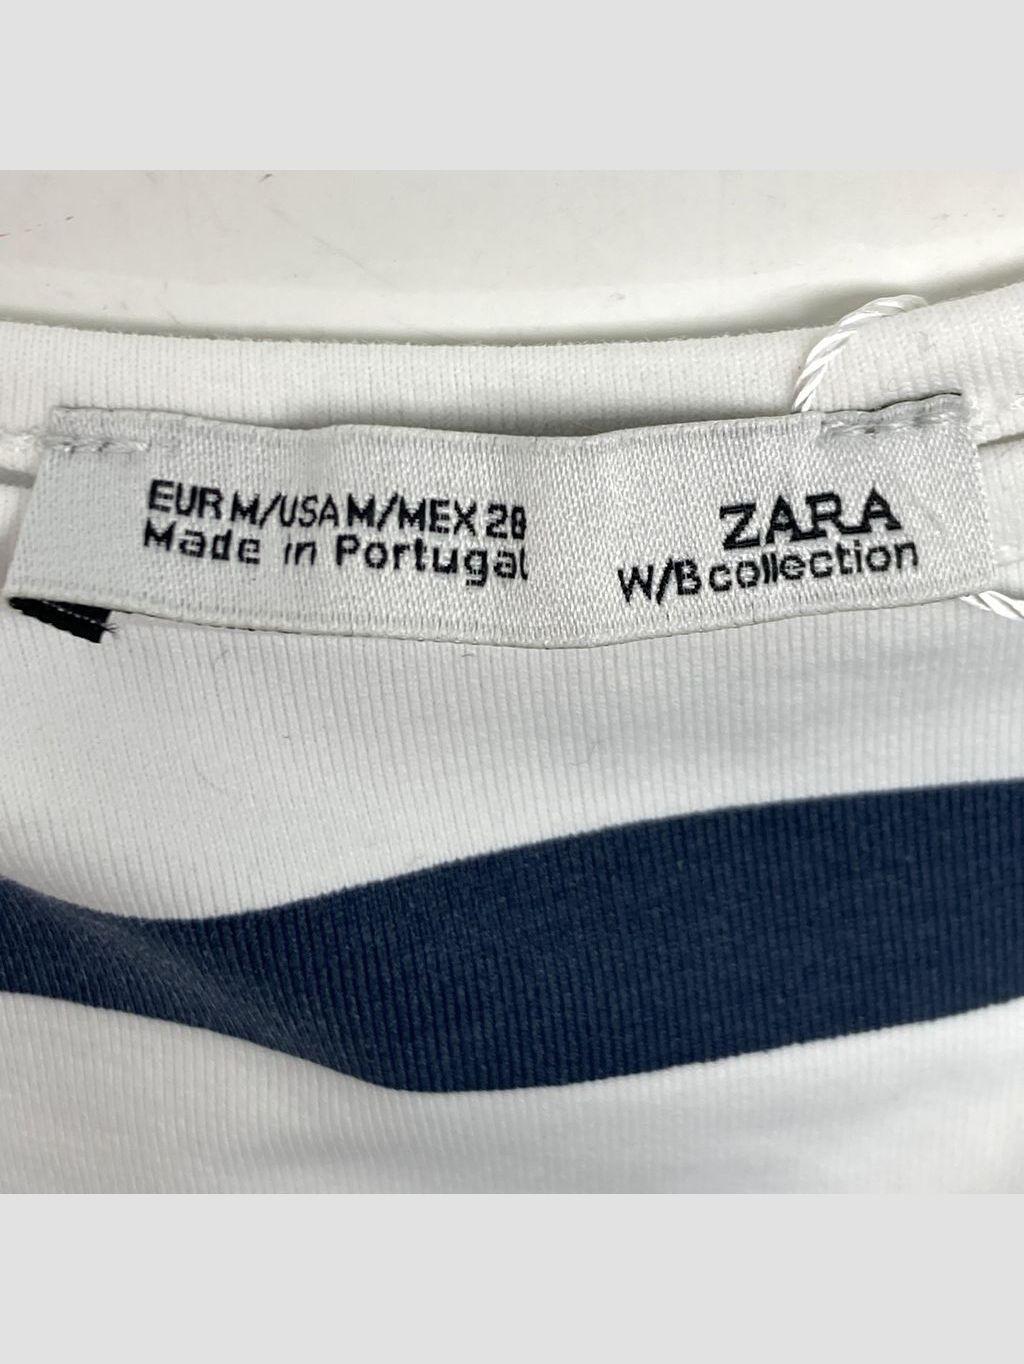 EUR M/USA M/MEX 28
Made in Portugal
ZARA
W/B collection